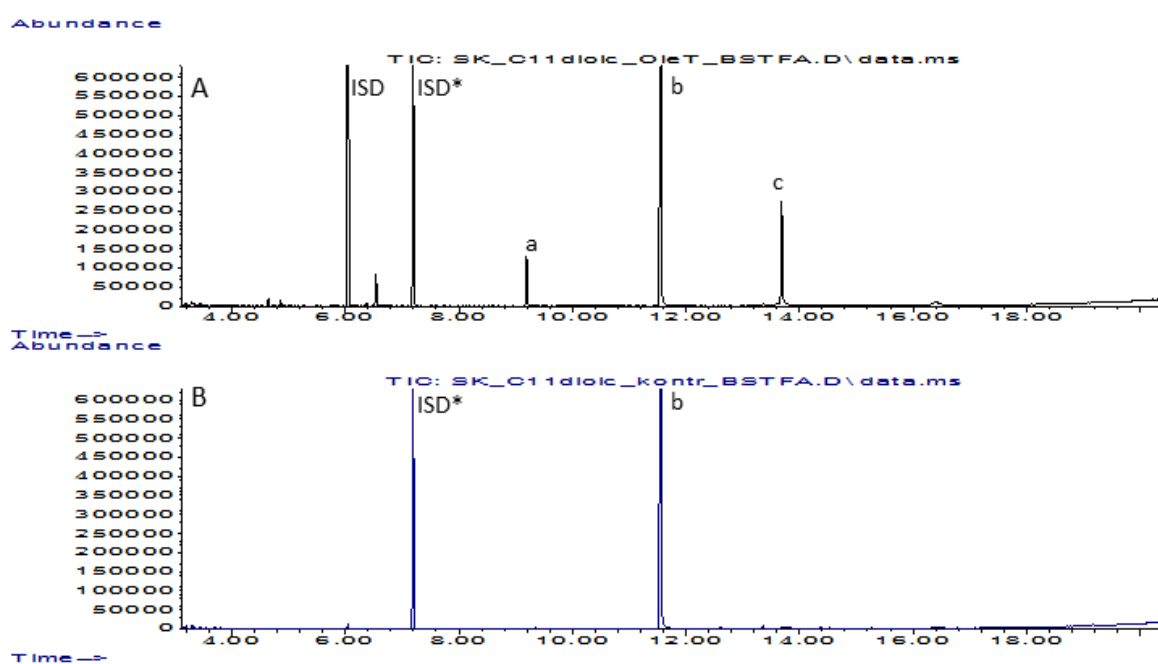 Abundance
TIC: SK_C11dioic_OleT_BSTFA.D\data.ms
600000
550000
500000
450000
400000
350000
300000
250000
200000
150000
100000
50000
0
A
ISD
ISD*
a
b
c
4.00 6.00 8.00 10.00 12.00 14.00 16.00 18.00
Time-->
Abundance
TIC: SK_C11dioic_kontr_BSTFA.D\data.ms
600000
550000
500000
450000
400000
350000
300000
250000
200000
150000
100000
50000
0
B
ISD*
b
4.00 6.00 8.00 10.00 12.00 14.00 16.00 18.00
Time-->